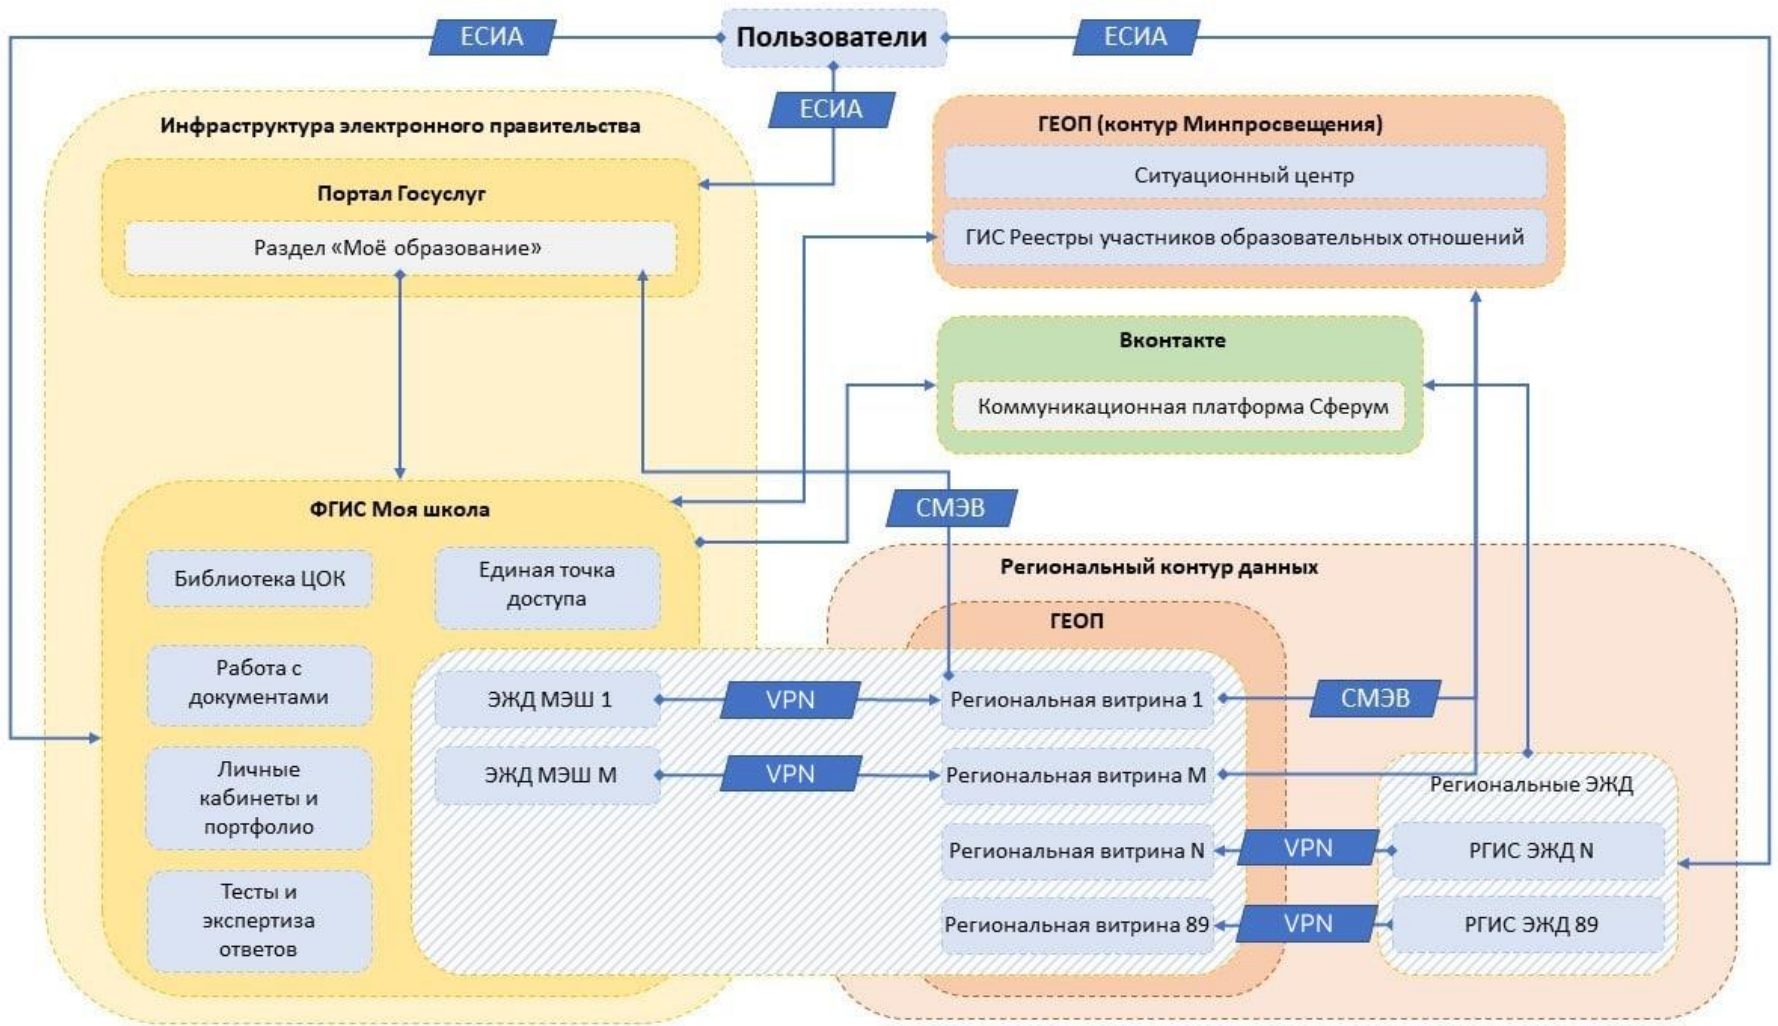 ЕСИА
Пользователи
ЕСИА
ЕСИА
Инфраструктура электронного правительства
Портал Госуслуг
Раздел «Моё образование»
ГЕОП (контур Минпросвещения)
Ситуационный центр
ГИС Реестры участников образовательных отношений
Вконтакте
Коммуникационная платформа Сферум
ФГИС Моя школа
СМЭВ
Библиотека ЦОК
Единая точка
доступа
Работа с
документами
Личные
кабинеты и
портфолио
Тесты и
экспертиза
ответов
Региональный контур данных
ГЕОП
ЭЖД МЭШ 1
VPN
Региональная витрина 1
СМЭВ
ЭЖД МЭШ М
VPN
Региональная витрина М
Региональные ЭЖД
Региональная витрина N
VPN
РГИС ЭЖД N
Региональная витрина 89
VPN
РГИС ЭЖД 89